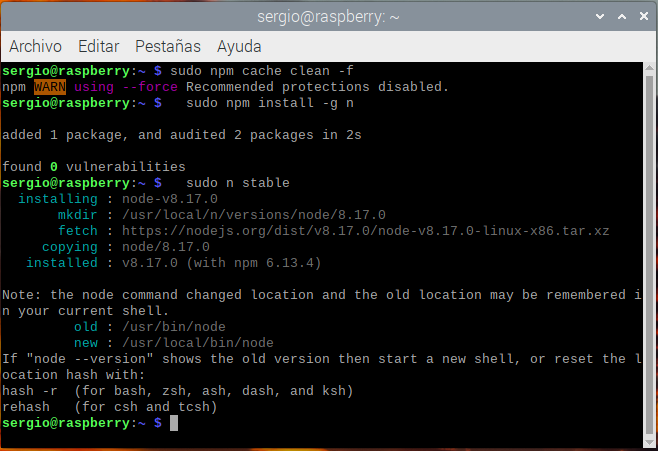 sergio@raspberry: ~
Archivo Editar Pestañas Ayuda
sergio@raspberry:~ $ sudo npm cache clean -f
npm WARN using --force Recommended protections disabled.
sergio@raspberry:~ $   sudo npm install -g n
added 1 package, and audited 2 packages in 2s
found 0 vulnerabilities
sergio@raspberry:~ $   sudo n stable
  installing : node-v8.17.0
       mkdir : /usr/local/n/versions/node/8.17.0
       fetch : https://nodejs.org/dist/v8.17.0/node-v8.17.0-linux-x86.tar.xz
     copying : node/8.17.0
   installed : v8.17.0 (with npm 6.13.4)
Note: the node command changed location and the old location may be remembered i
n your current shell.
         old : /usr/bin/node
         new : /usr/local/bin/node
If "node --version" shows the old version then start a new shell, or reset the l
ocation hash with:
hash -r  (for bash, zsh, ash, dash, and ksh)
rehash   (for csh and tcsh)
sergio@raspberry:~ $